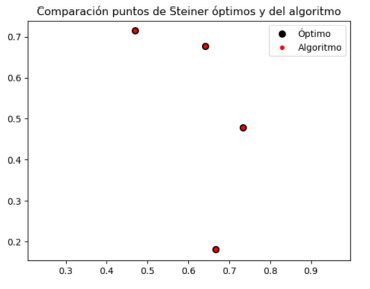 Comparación puntos de Steiner óptimos y del algoritmo
Óptimo
Algoritmo
0.7
0.6
0.5
0.4
0.3
0.2
0.3 0.4 0.5 0.6 0.7 0.8 0.9